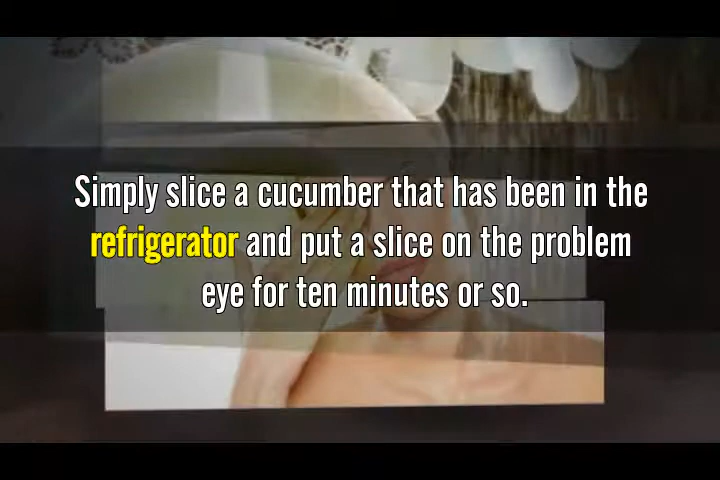 Simply slice a cucumber that has been in the
refrigerator and put a slice on the problem
eye for ten minutes or so.